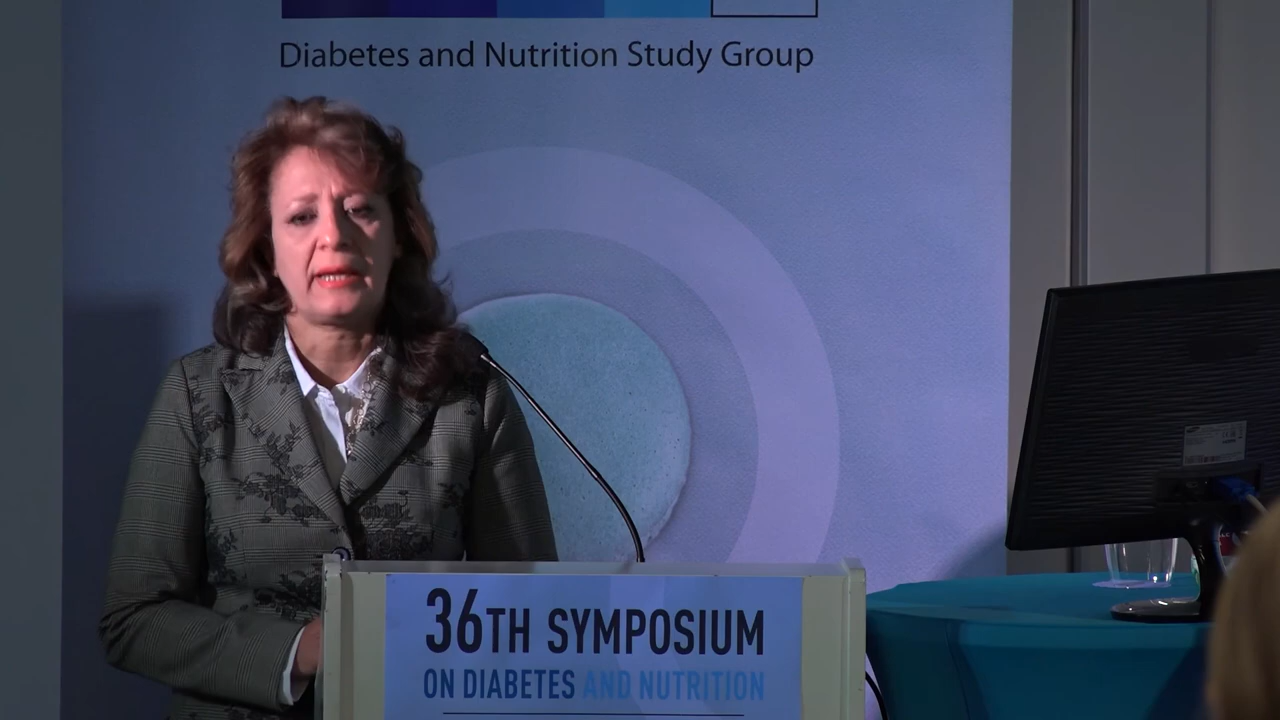 Diabetes and Nutrition Study Group
36TH SYMPOSIUM
ON DIABETES AND NUTRITION